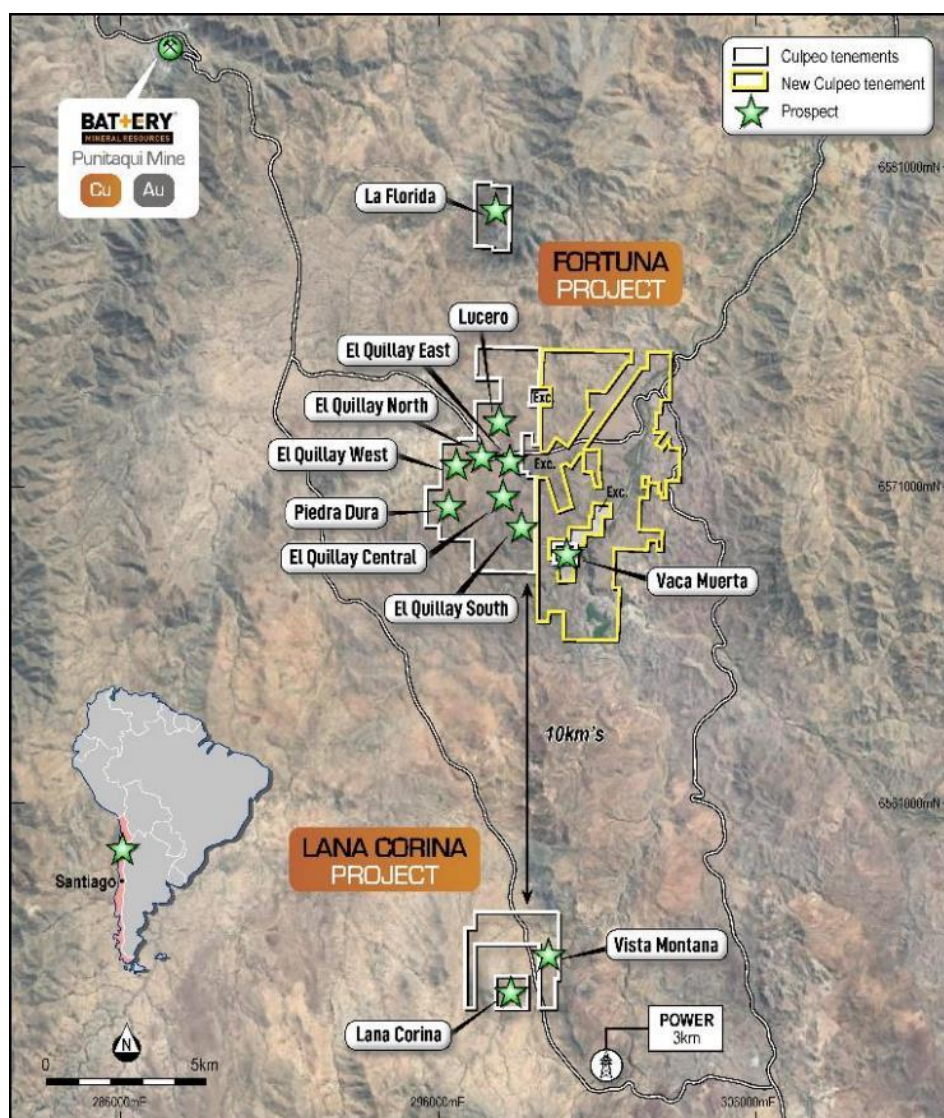 Culpeo tenements
New Culpeo tenement
Prospect
BAT+ERY
MINERAL RESOURCES
Punitaqui Mine
Cu Au
6581000mN
La Florida
FORTUNA
PROJECT
Lucero
El Quillay East
El Quillay North
Exc.
El Quillay West
Exc.
6571000mN
Exc.
Piedra Dura
El Quillay Central
Vaca Muerta
El Quillay South
10km's
6561000mN
LANA CORINA
PROJECT
Santiago
Vista Montana
Lana Corina
POWER
3km
N
0 5km
286000mE
296000mE
306000mE